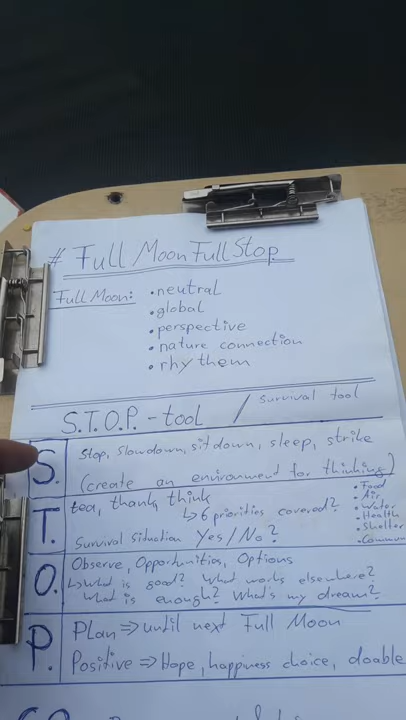 # Full Moon Full Stop
Full Moon: • neutral
• global
• perspective
• nature connection
• rhythem
S.T.O.P. - tool / survival tool
S. Stop, Slowdown, sit down, sleep, strike
(create an environment for thinking)
T. tea, thank, think
↳ 6 priorities covered?
Survival Situation Yes/No?
• Food
• Air
• Water
• Health
• Shelter
• Commun
O. Observe, Opportunities, Options
↳ What is good? What works elsewhere?
What is enough? What's my dream?
P. PLan => until next Full Moon
Positive => Hope, happiness choice, doable